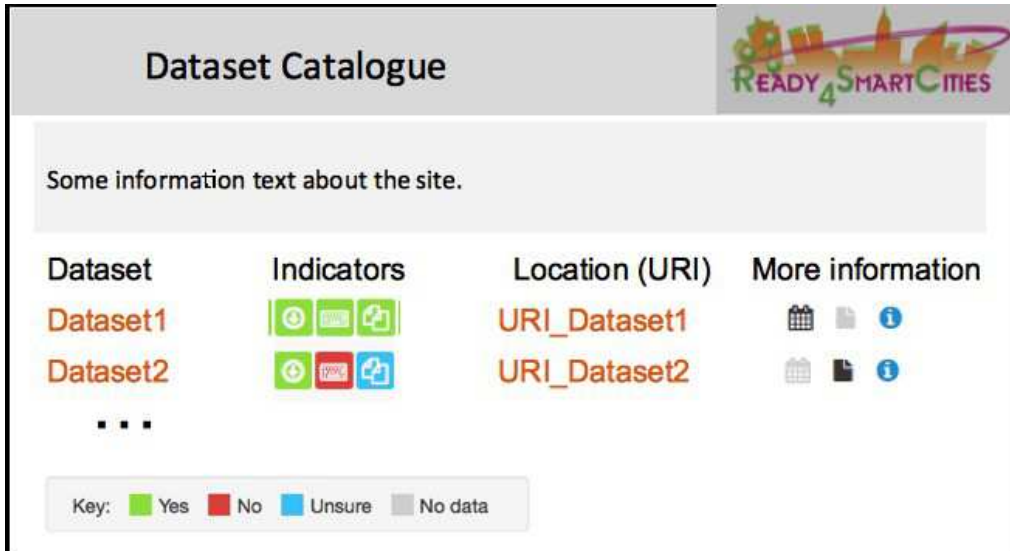 Dataset Catalogue
READY4SMARTCITIES
Some information text about the site.
Dataset Indicators Location (URI) More information
Dataset1 URI_Dataset1
Dataset2 URI_Dataset2
...
Key: Yes No Unsure No data